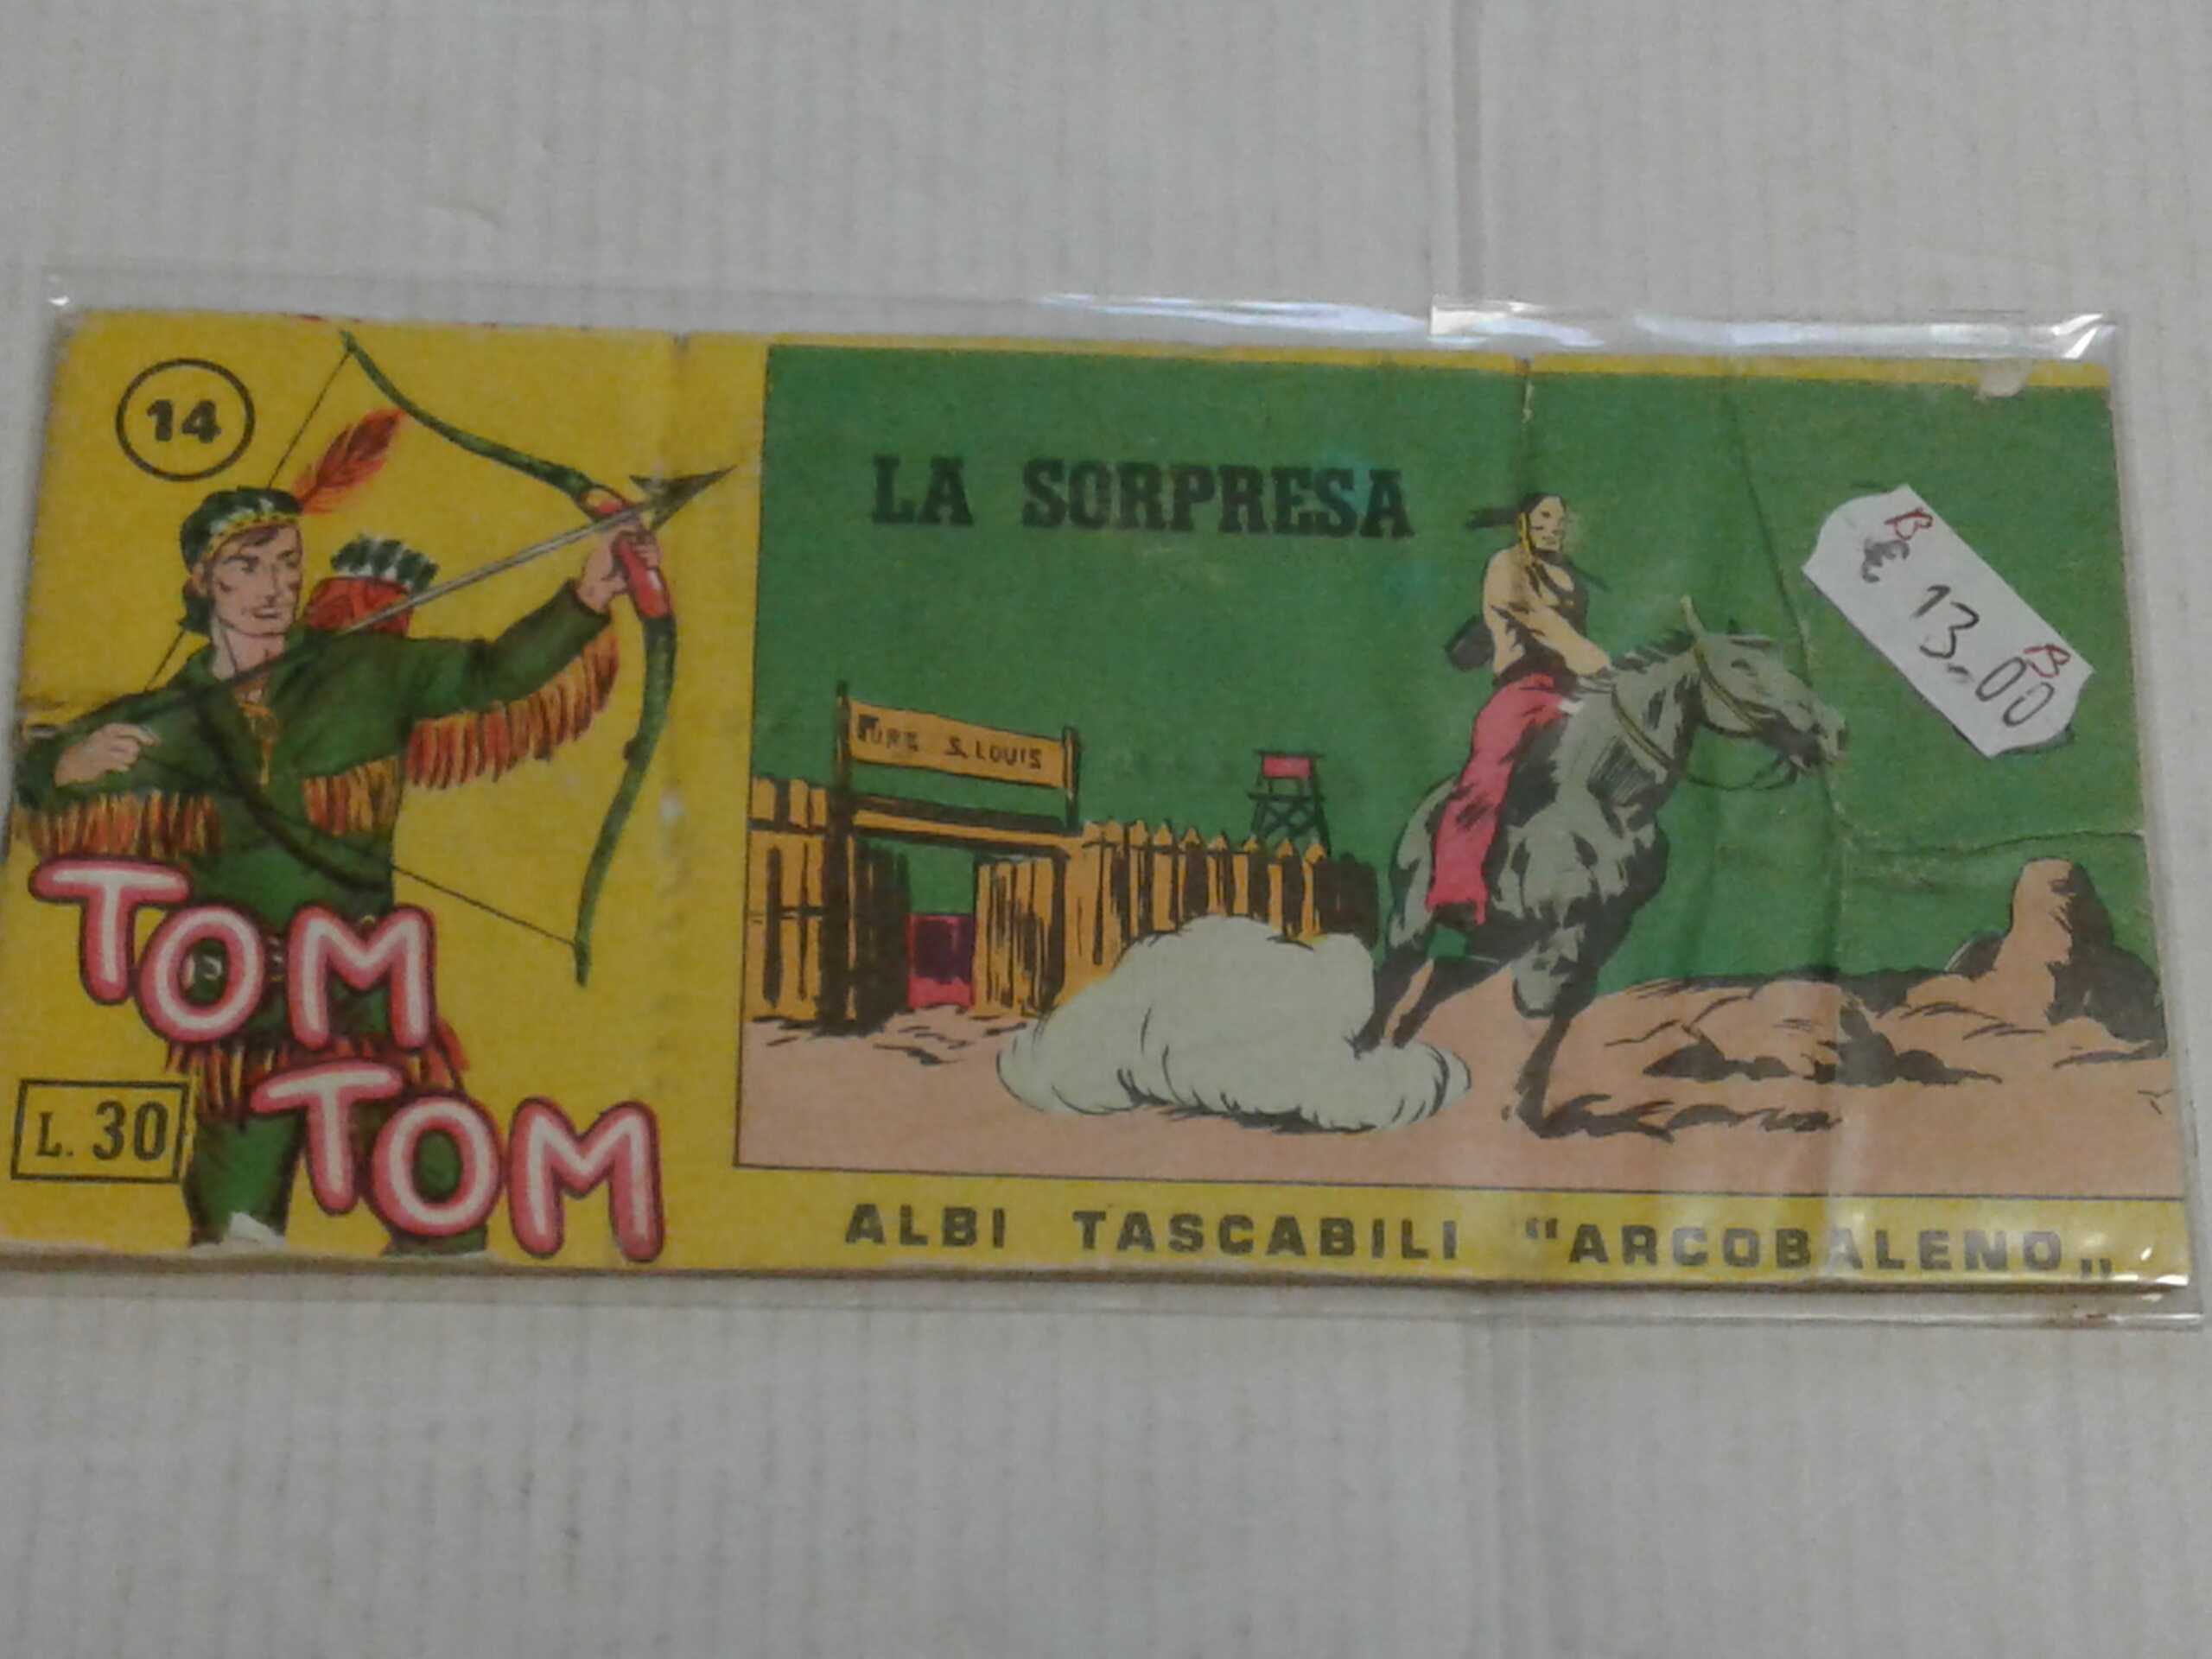 14
LA SORPRESA
B
€ 13.00
B
FORT S. LOUIS
TOM
TOM
L. 30
ALBI TASCABILI "ARCOBALENO„